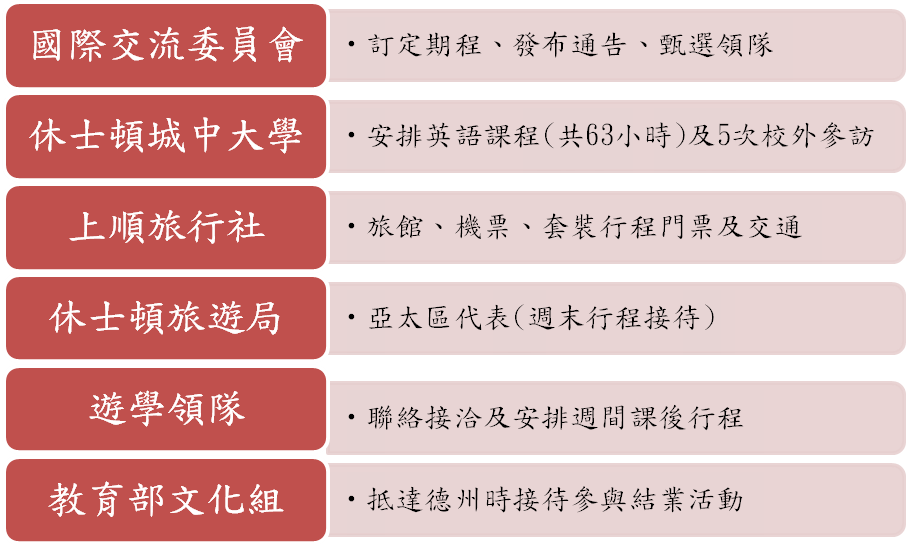 國際交流委員會
・訂定期程、發布通告、甄選領隊
休士頓城中大學
・安排英語課程(共63小時)及5次校外參訪
上順旅行社
・旅館、機票、套裝行程門票及交通
休士頓旅遊局
・亞太區代表(週末行程接待)
遊學領隊
・聯絡接洽及安排週間課後行程
教育部文化組
・抵達德州時接待參與結業活動